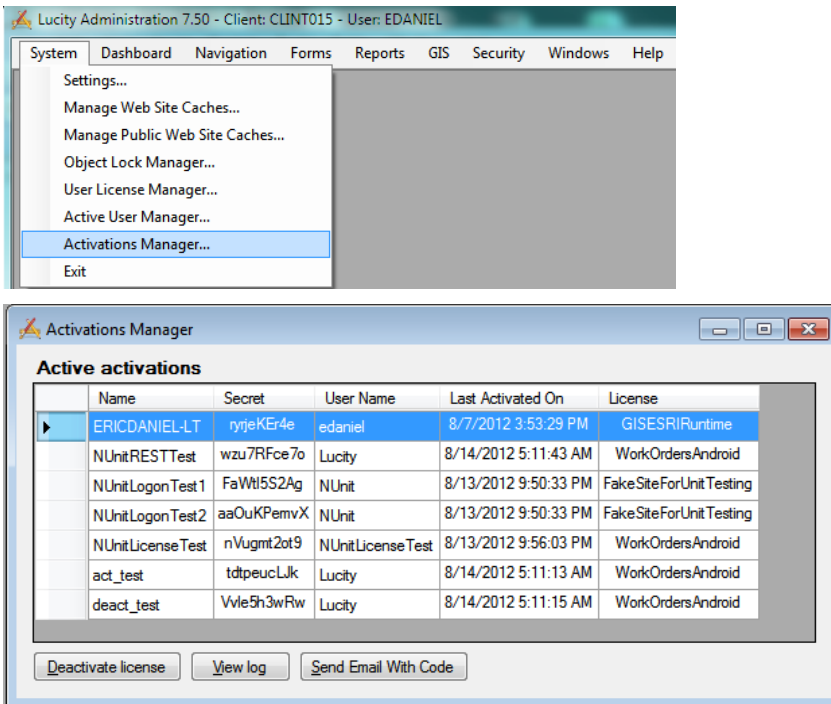 Lucity Administration 7.50 - Client: CLINT015 - User: EDANIEL
System Dashboard Navigation Forms Reports GIS Security Windows Help
Settings...
Manage Web Site Caches...
Manage Public Web Site Caches...
Object Lock Manager...
User License Manager...
Active User Manager...
Activations Manager...
Exit
Activations Manager
Active activations
Name Secret User Name Last Activated On License
ERICDANIEL-LT ryrjeKEr4e edaniel 8/7/2012 3:53:29 PM GISESRIRuntime
NUnitRESTTest wzu7RFce7o Lucity 8/14/2012 5:11:43 AM WorkOrdersAndroid
NUnitLogonTest1 FaWtI5S2Ag NUnit 8/13/2012 9:50:33 PM FakeSiteForUnitTesting
NUnitLogonTest2 aaOuKPemvX NUnit 8/13/2012 9:50:33 PM FakeSiteForUnitTesting
NUnitLicenseTest nVugmt2ot9 NUnitLicenseTest 8/13/2012 9:56:03 PM WorkOrdersAndroid
act_test tdtpeucLJk Lucity 8/14/2012 5:11:13 AM WorkOrdersAndroid
deact_test Vvle5h3wRw Lucity 8/14/2012 5:11:15 AM WorkOrdersAndroid
Deactivate license View log Send Email With Code